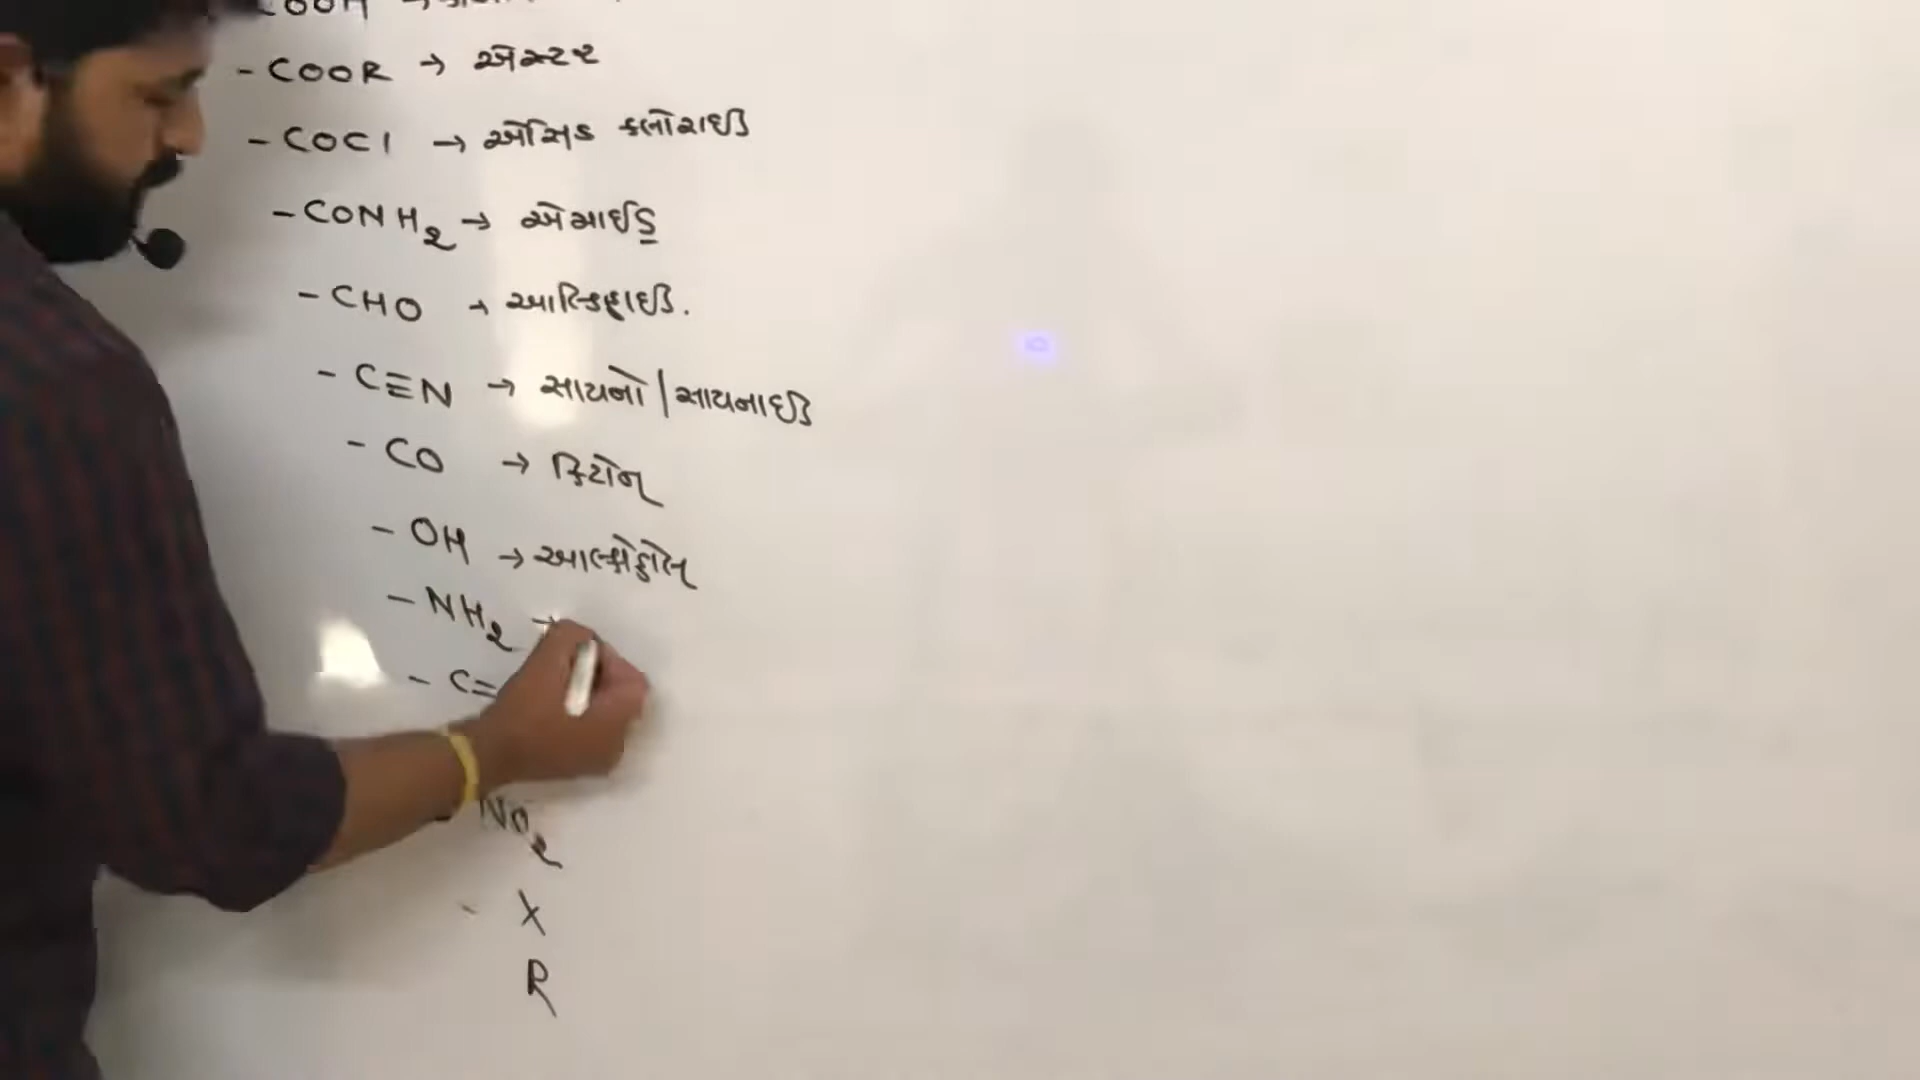 -COOR → એસ્ટર
-COCl → એસિડ ક્લોરાઈડ
-CONH2 → એમાઈડ
-CHO → આલ્ડિહાઈડ.
-C≡N → સાયનો | સાયનાઈડ
-CO → કિટોન્
-OH → આલ્કોહોલ્
-NH2 →
-C=
NO2
- X
R